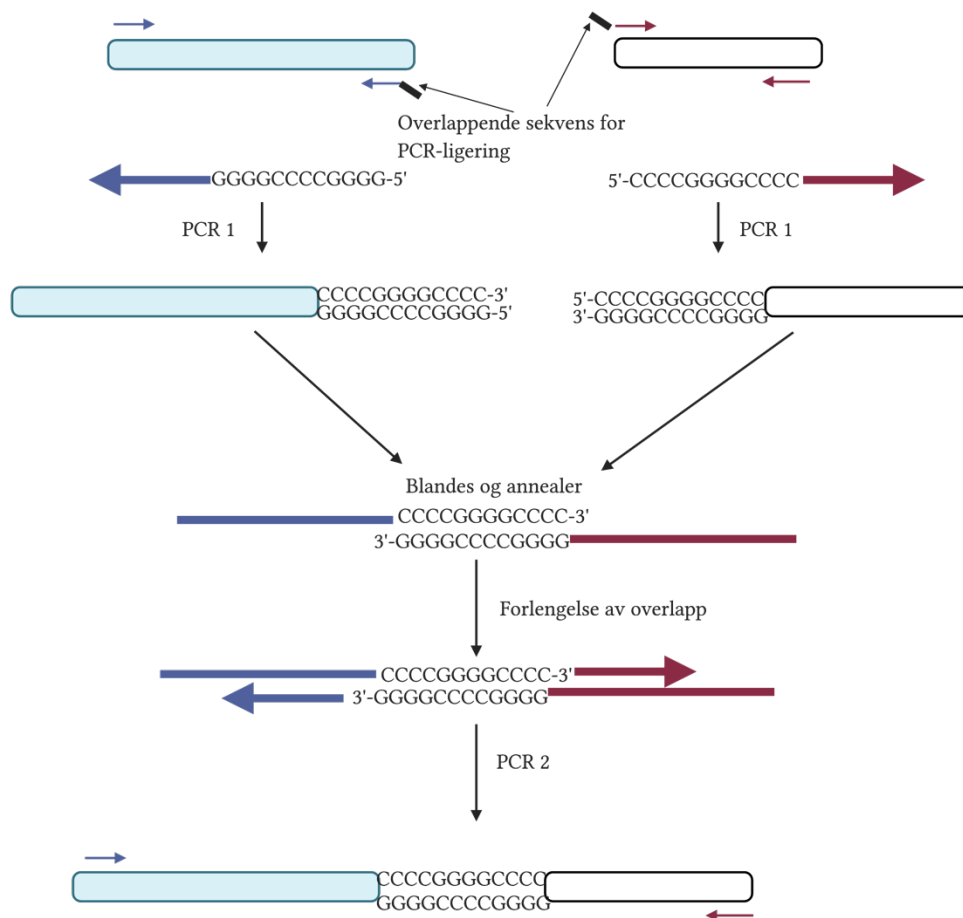 Overlappende sekvens for
PCR-ligering
GGGGCCCCGGGG-5'
5'-CCCCGGGGCCCC
PCR 1
PCR 1
CCCCGGGGCCCC-3'
GGGGCCCCGGGG-5'
5'-CCCCGGGGCCCC
3'-GGGGCCCCGGGG
Blandes og annealer
CCCCGGGGCCCC-3'
3'-GGGGCCCCGGGG
Forlengelse av overlapp
CCCCGGGGCCCC-3'
3'-GGGGCCCCGGGG
PCR 2
CCCCGGGGCCCC
GGGGCCCCGGGG